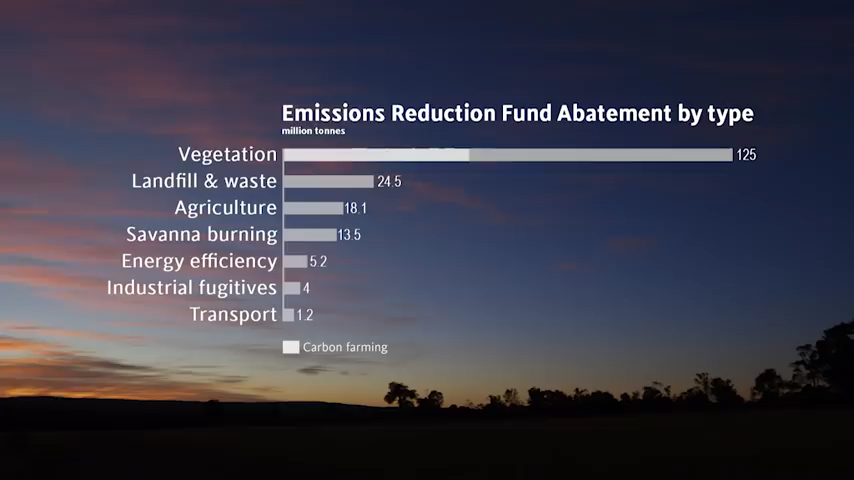 Emissions Reduction Fund Abatement by type
million tonnes
Vegetation 125
Landfill & waste 24.5
Agriculture 18.1
Savanna burning 13.5
Energy efficiency 5.2
Industrial fugitives 4
Transport 1.2
Carbon farming